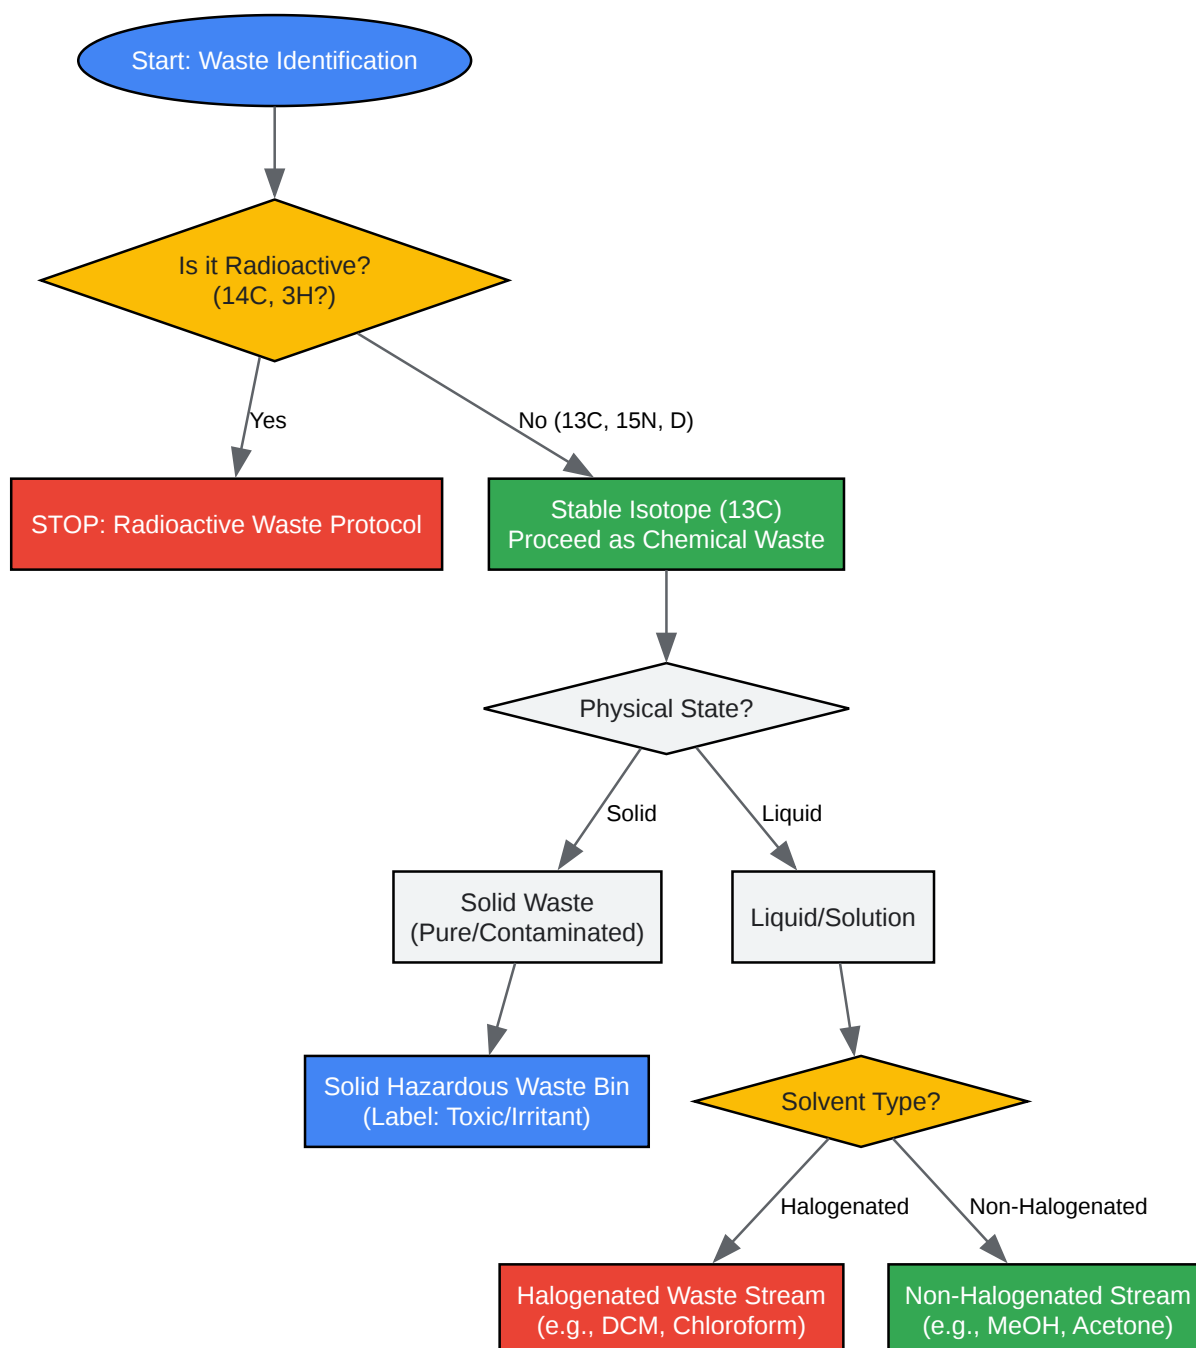 Start: Waste Identification
Is it Radioactive?
(14C, 3H?)
Yes
No (13C, 15N, D)
STOP: Radioactive Waste Protocol
Stable Isotope (13C)
Proceed as Chemical Waste
Physical State?
Solid
Liquid
Solid Waste
(Pure/Contaminated)
Liquid/Solution
Solid Hazardous Waste Bin
(Label: Toxic/Irritant)
Solvent Type?
Halogenated
Non-Halogenated
Halogenated Waste Stream
(e.g., DCM, Chloroform)
Non-Halogenated Stream
(e.g., MeOH, Acetone)